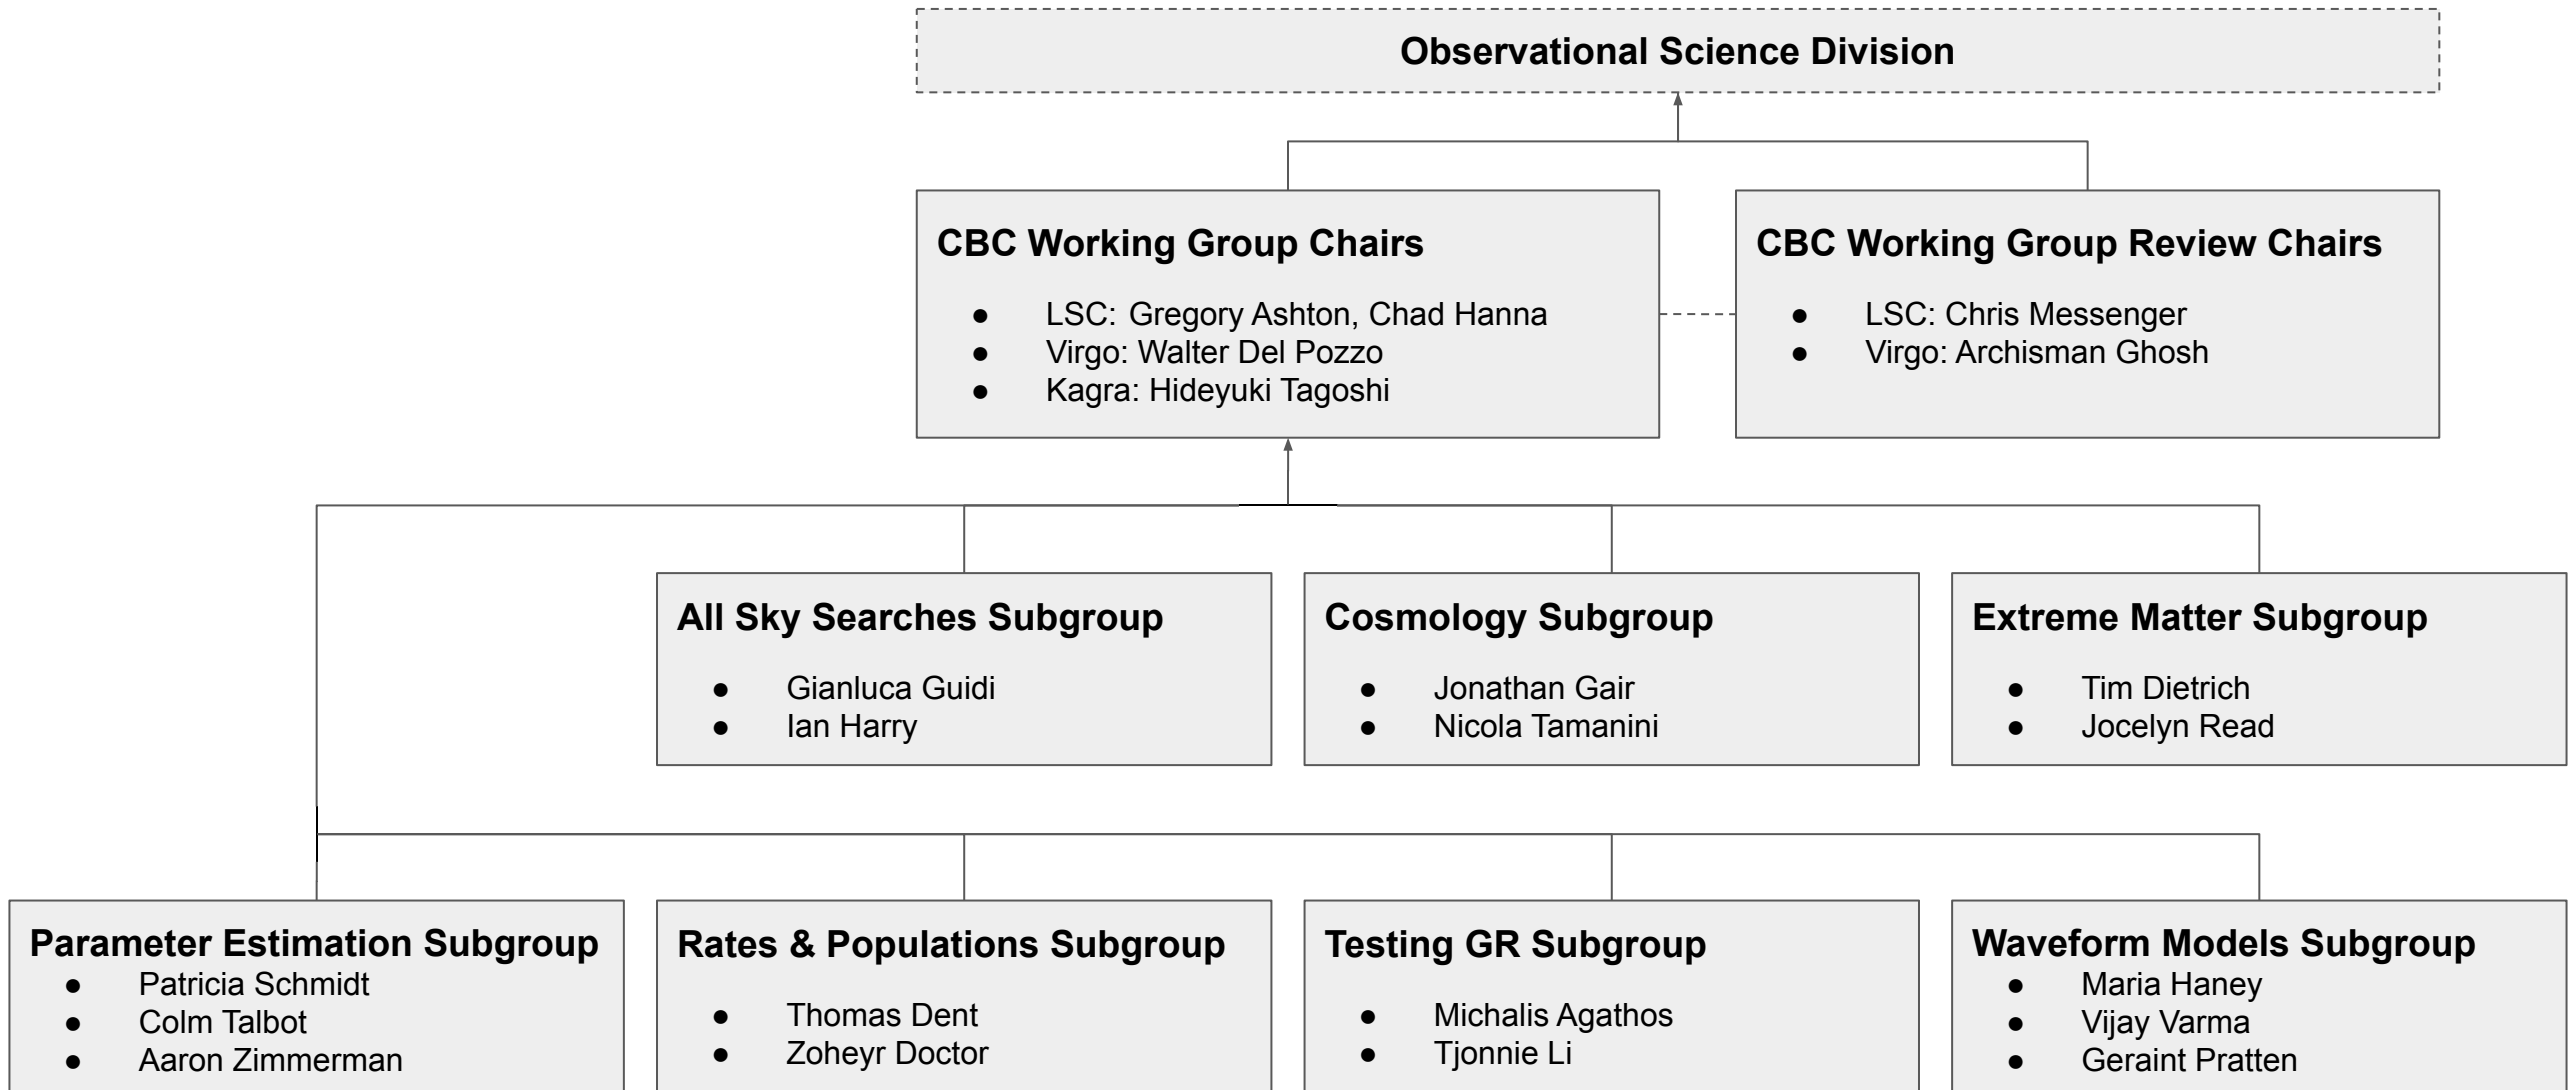 Observational Science Division
CBC Working Group Chairs
● LSC: Gregory Ashton, Chad Hanna
● Virgo: Walter Del Pozzo
● Kagra: Hideyuki Tagoshi
CBC Working Group Review Chairs
● LSC: Chris Messenger
● Virgo: Archisman Ghosh
All Sky Searches Subgroup
● Gianluca Guidi
● Ian Harry
Cosmology Subgroup
● Jonathan Gair
● Nicola Tamanini
Extreme Matter Subgroup
● Tim Dietrich
● Jocelyn Read
Parameter Estimation Subgroup
● Patricia Schmidt
● Colm Talbot
● Aaron Zimmerman
Rates & Populations Subgroup
● Thomas Dent
● Zoheyr Doctor
Testing GR Subgroup
● Michalis Agathos
● Tjonnie Li
Waveform Models Subgroup
● Maria Haney
● Vijay Varma
● Geraint Pratten